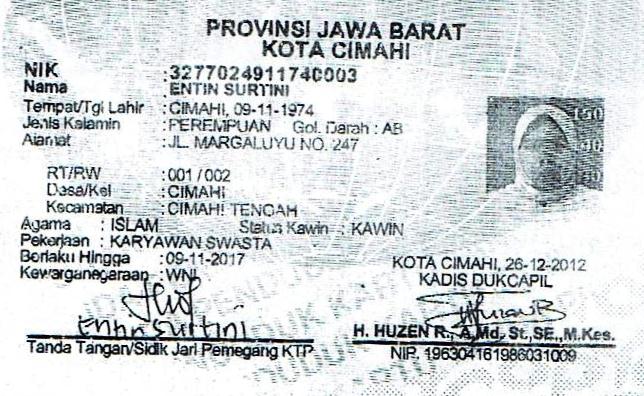 PROVINSI JAWA BARAT
KOTA CIMAHI
NIK : 3277024911740003
Nama : ENTIN SURTINI
Tempat/Tgl Lahir : CIMAHI, 09-11-1974
Jenis Kelamin : PEREMPUAN Gol. Darah : AB
Alamat : JL. MARGALUYU NO. 247
RT/RW : 001 / 002
Desa/Kel : CIMAHI
Kecamatan : CIMAHI TENGAH
Agama : ISLAM Status Kawin : KAWIN
Pekerjaan : KARYAWAN SWASTA
Berlaku Hingga : 09-11-2017
Kewarganegaraan : WNI
Entin Surtini
Tanda Tangan/Sidik Jari Pemegang KTP
150
KOTA CIMAHI, 26-12-2012
KADIS DUKCAPIL
H. HUZEN R., A,Md, St,SE,,M,Kes.
NIP. 196304161986031009